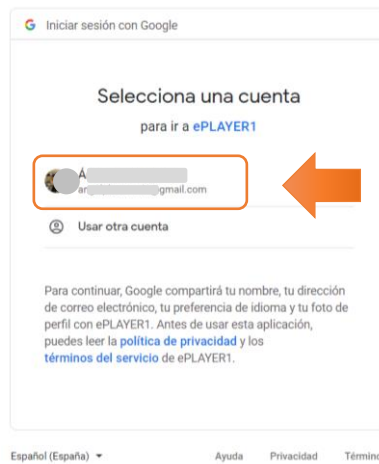 Iniciar sesión con Google
Selecciona una cuenta
para ir a ePLAYER1
Á
gmail.com
Usar otra cuenta
Para continuar, Google compartirá tu nombre, tu dirección
de correo electrónico, tu preferencia de idioma y tu foto de
perfil con ePLAYER1. Antes de usar esta aplicación,
puedes leer la política de privacidad y los
términos del servicio de ePLAYER1.
Español (España)
Ayuda Privacidad